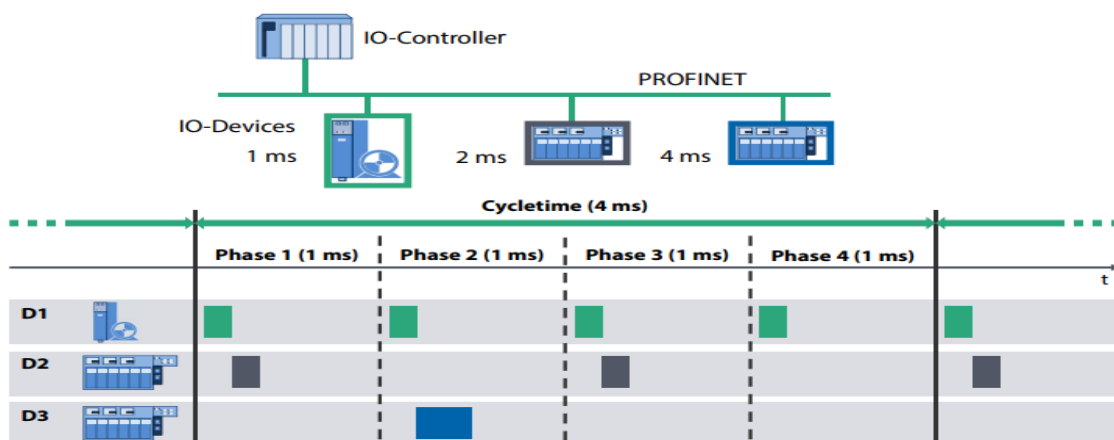 IO-Controller
PROFINET
IO-Devices
1 ms
2 ms
4 ms
Cycletime (4 ms)
Phase 1 (1 ms)
Phase 2 (1 ms)
Phase 3 (1 ms)
Phase 4 (1 ms)
t
D1
D2
D3